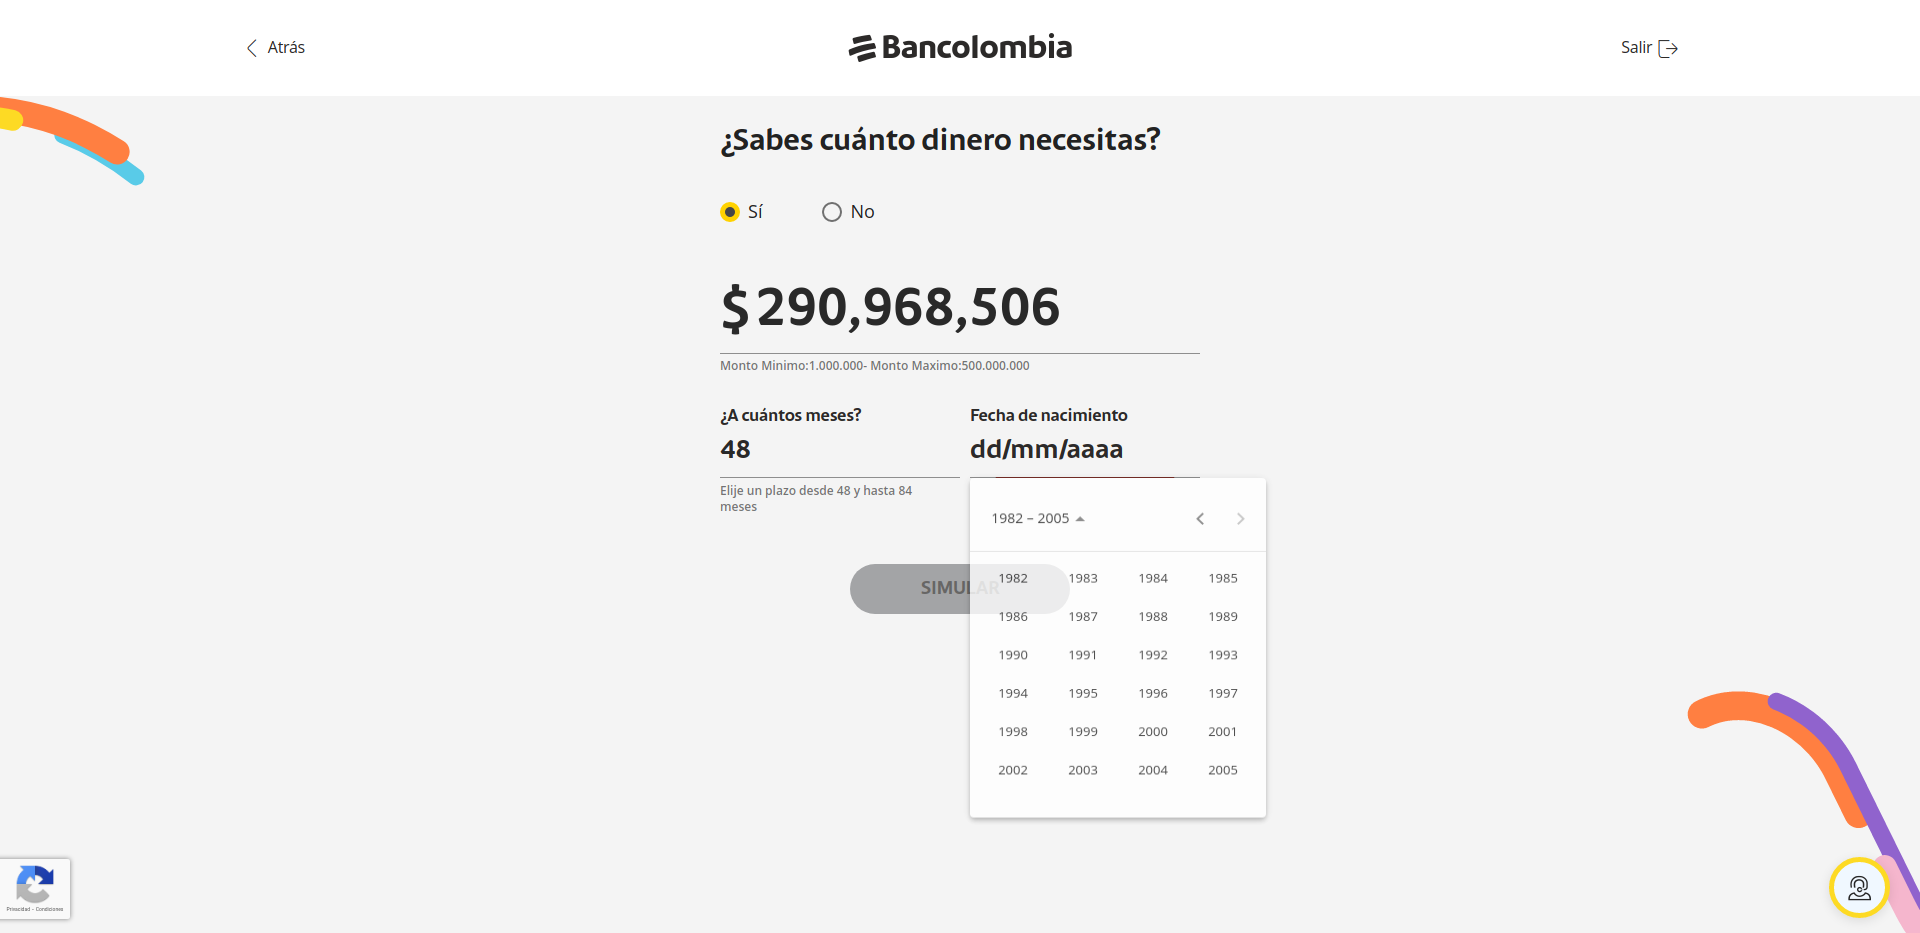 Atrás
Bancolombia
Salir
¿Sabes cuánto dinero necesitas?
Sí
No
$ 290,968,506
Monto Minimo:1.000.000- Monto Maximo:500.000.000
¿A cuántos meses?
Fecha de nacimiento
48
dd/mm/aaaa
Elije un plazo desde 48 y hasta 84
meses
1982 – 2005
SIMULAR
1982 1983 1984 1985
1986 1987 1988 1989
1990 1991 1992 1993
1994 1995 1996 1997
1998 1999 2000 2001
2002 2003 2004 2005
Privacidad - Condiciones